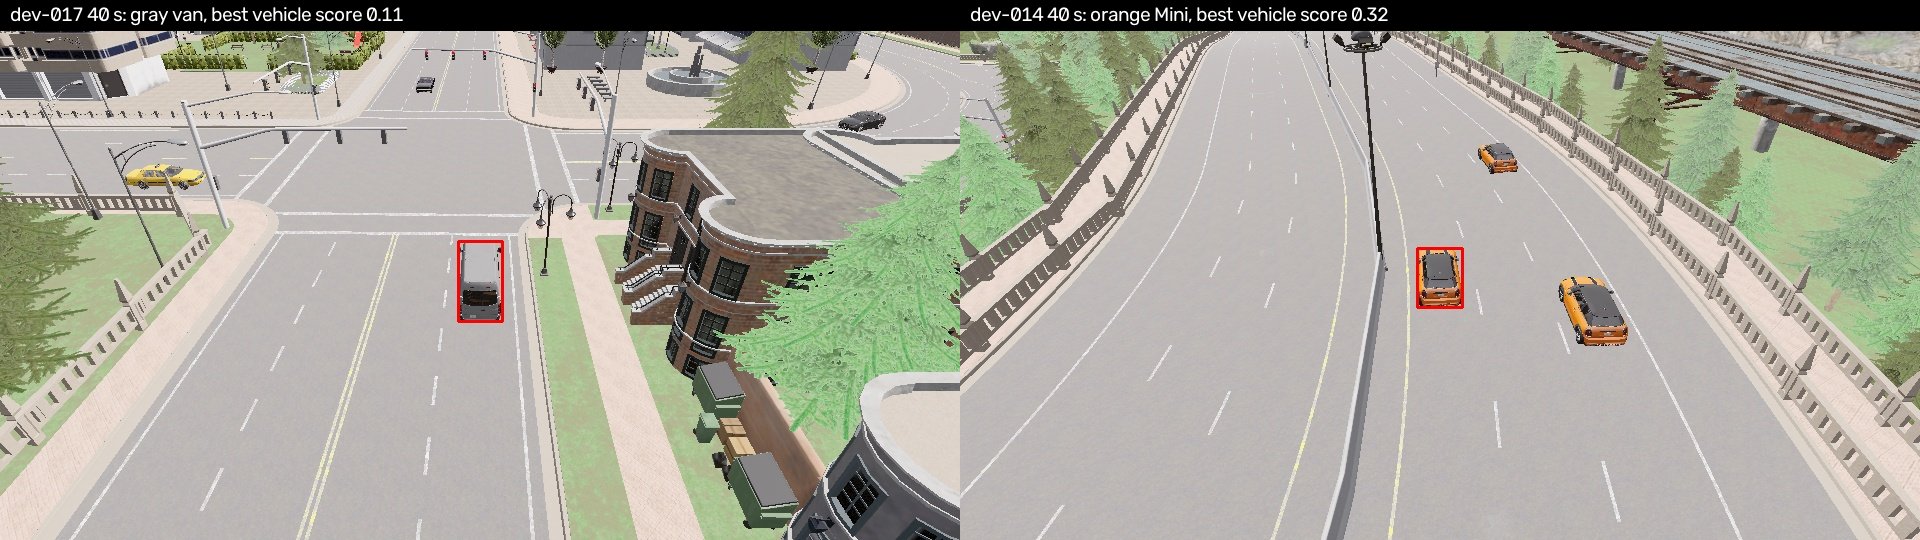 dev-017 40 s: gray van, best vehicle score 0.11
dev-014 40 s: orange Mini, best vehicle score 0.32